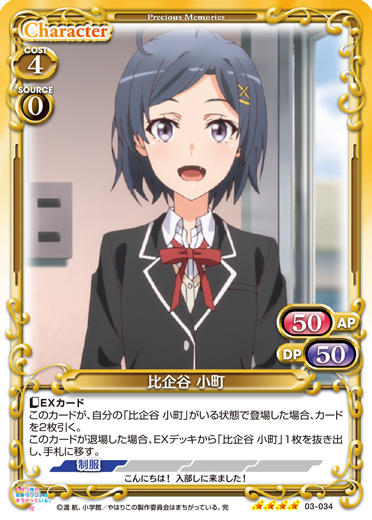 Precious Memories
Character
COST
4
SOURCE
0
50 AP
DP 50
比企谷 小町
EXカード
このカードが、自分の「比企谷 小町」がいる状態で登場した場合、カード
を2枚引く。
このカードが退場した場合、EXデッキから「比企谷 小町」1枚を抜き出
し、手札に移す。
制服
こんにちは! 入部しに来ました!
03-034
©渡 航、小学館/やはりこの製作委員会はまちがっている。完